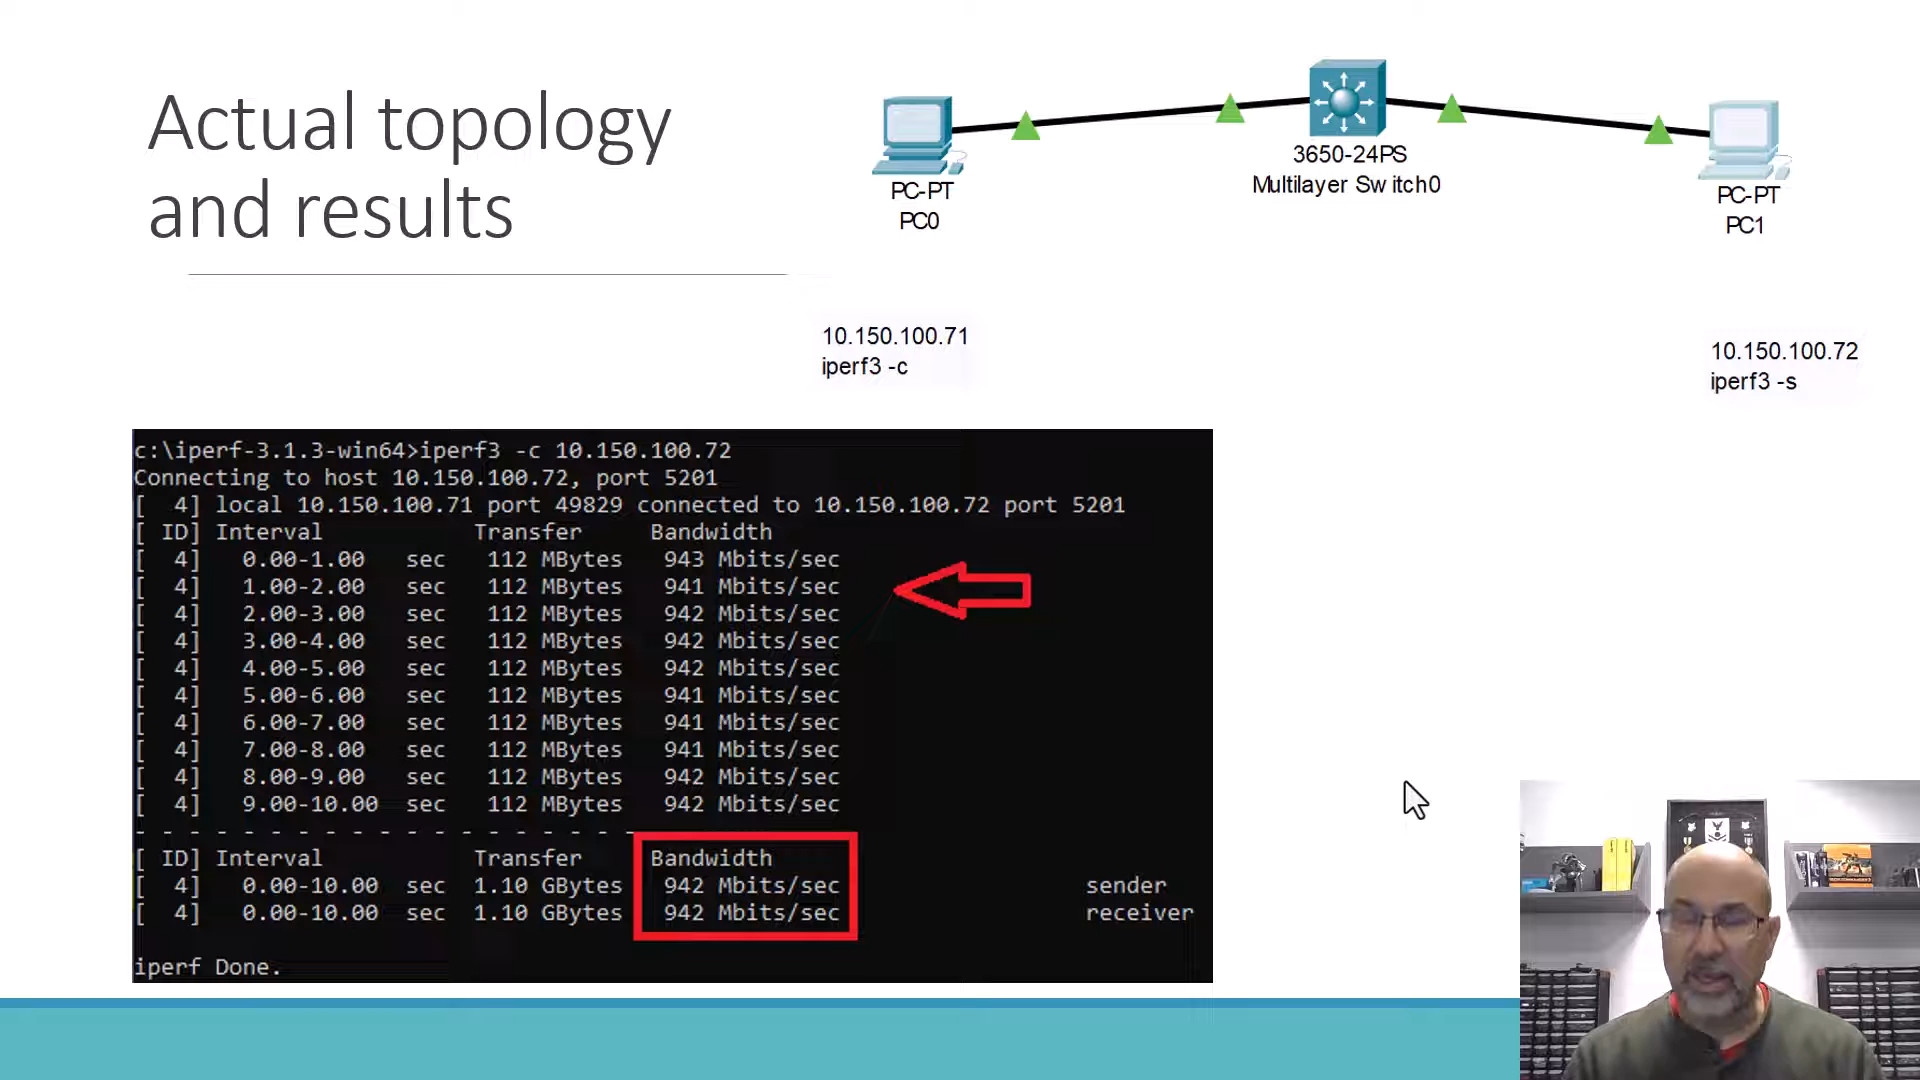 Actual topology
and results
3650-24PS
Multilayer Switch0
PC-PT
PC0
PC-PT
PC1
10.150.100.71
iperf3 -c
10.150.100.72
iperf3 -s
c:\iperf-3.1.3-win64>iperf3 -c 10.150.100.72
Connecting to host 10.150.100.72, port 5201
[  4] local 10.150.100.71 port 49829 connected to 10.150.100.72 port 5201
[ ID] Interval           Transfer     Bandwidth
[  4]   0.00-1.00   sec   112 MBytes   943 Mbits/sec
[  4]   1.00-2.00   sec   112 MBytes   941 Mbits/sec
[  4]   2.00-3.00   sec   112 MBytes   942 Mbits/sec
[  4]   3.00-4.00   sec   112 MBytes   942 Mbits/sec
[  4]   4.00-5.00   sec   112 MBytes   942 Mbits/sec
[  4]   5.00-6.00   sec   112 MBytes   941 Mbits/sec
[  4]   6.00-7.00   sec   112 MBytes   941 Mbits/sec
[  4]   7.00-8.00   sec   112 MBytes   941 Mbits/sec
[  4]   8.00-9.00   sec   112 MBytes   942 Mbits/sec
[  4]   9.00-10.00  sec   112 MBytes   942 Mbits/sec
- - - - - - - - - - - - - - - - - - -
[ ID] Interval           Transfer     Bandwidth
[  4]   0.00-10.00  sec  1.10 GBytes   942 Mbits/sec                  sender
[  4]   0.00-10.00  sec  1.10 GBytes   942 Mbits/sec                  receiver
iperf Done.